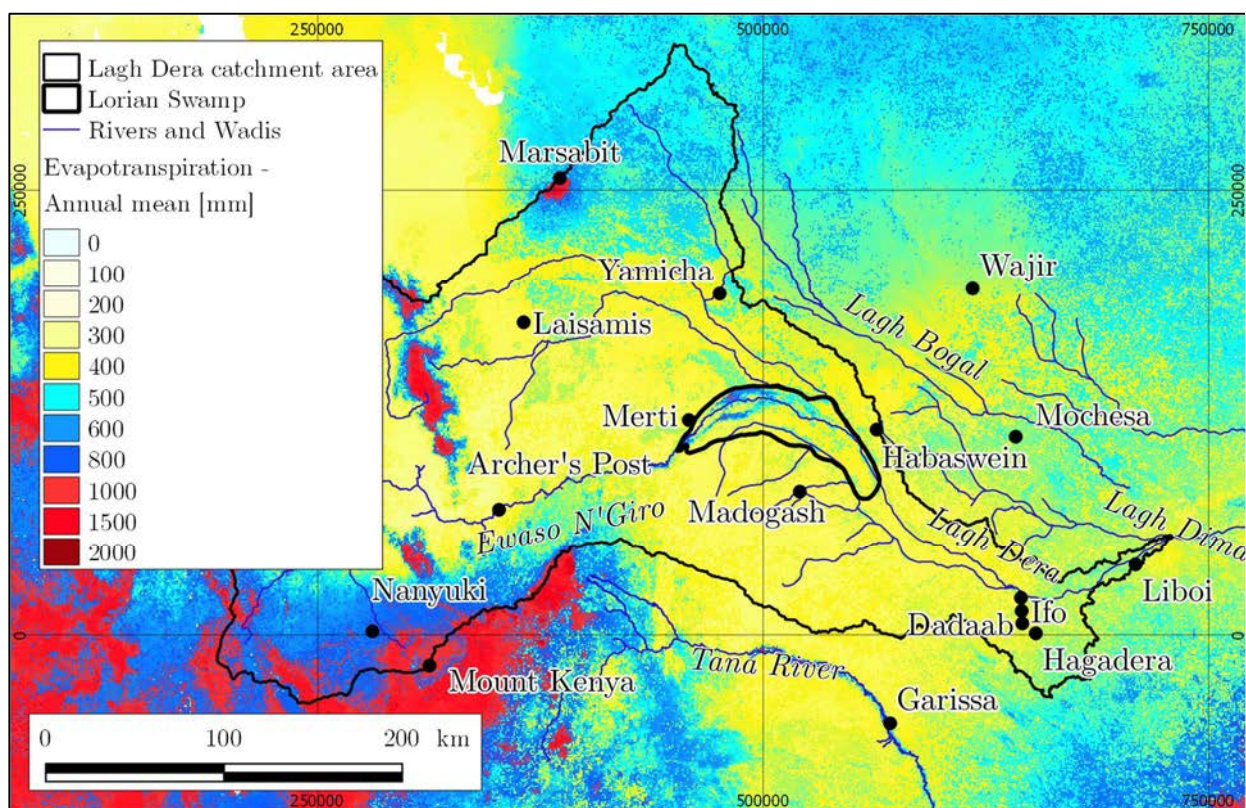 250000
500000
750000
Lagh Dera catchment area
Lorian Swamp
Rivers and Wadis
Evapotranspiration -
Annual mean [mm]
0
100
200
300
400
500
600
800
1000
1500
2000
250000
250000
Marsabit
Yamicha
Wajir
Laisamis
Lagh Bogal
Merti
Mochesa
Habaswein
Archer's Post
Madogash
Ewaso N'Giro
Lagh Dera
Lagh Dima
Nanyuki
Liboi
Ifo
Dadaab
0
0
Hagadera
Mount Kenya
Tana River
Garissa
0 100 200 km
250000
500000
750000